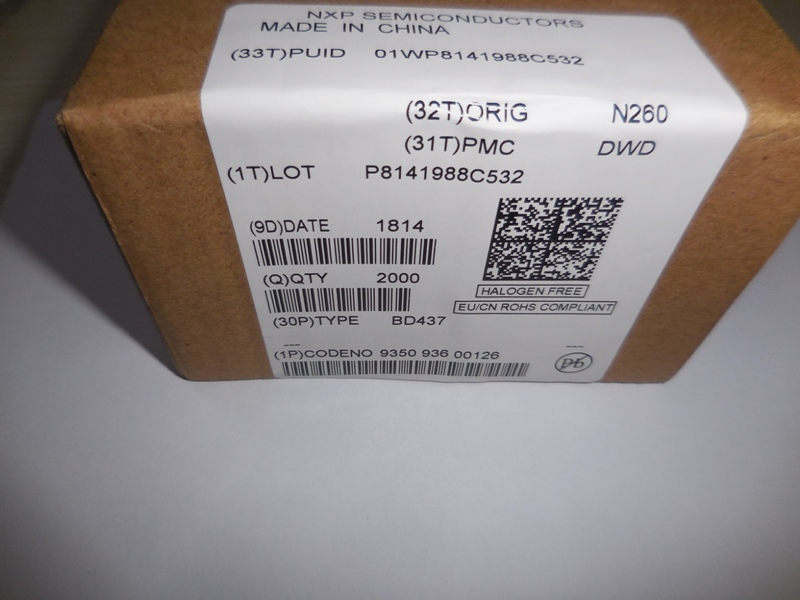 NXP SEMICONDUCTORS
MADE IN CHINA
(33T)PUID 01WP8141988C532
(32T)ORIG N260
(31T)PMC DWD
(1T)LOT P8141988C532
(9D)DATE 1814
(Q)QTY 2000
HALOGEN FREE
EU/CN ROHS COMPLIANT
(30P)TYPE BD437
(1P)CODENO 9350 936 00126